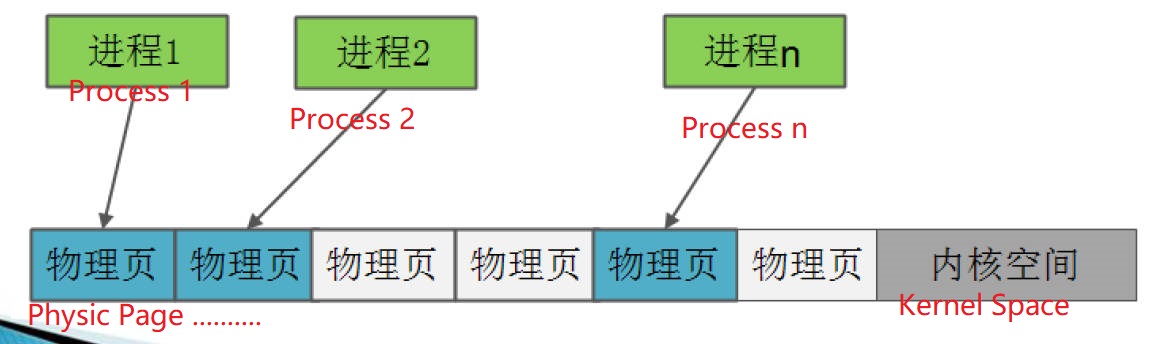 进程1
进程2
进程n
Process 1
Process 2
Process n
物理页 物理页 物理页 物理页 物理页 物理页 内核空间
Physic Page ..........
Kernel Space